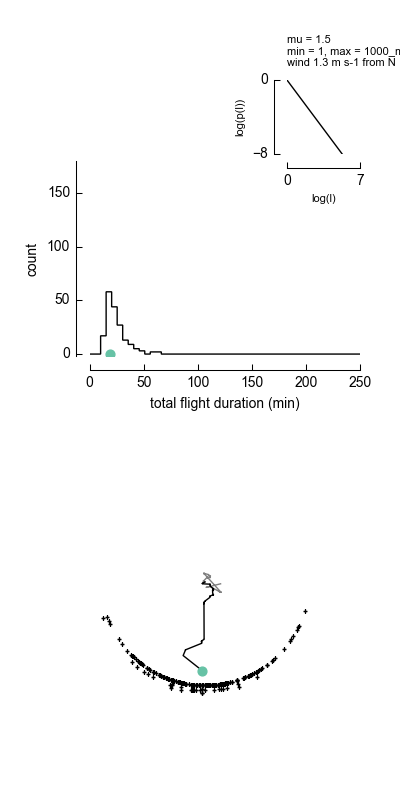 mu = 1.5
min = 1, max = 1000_
wind 1.3 m s-1 from N
0
log(p(l))
−8
0 7
log(l)
150
100
count
50
0
0 50 100 150 200 250
total flight duration (min)